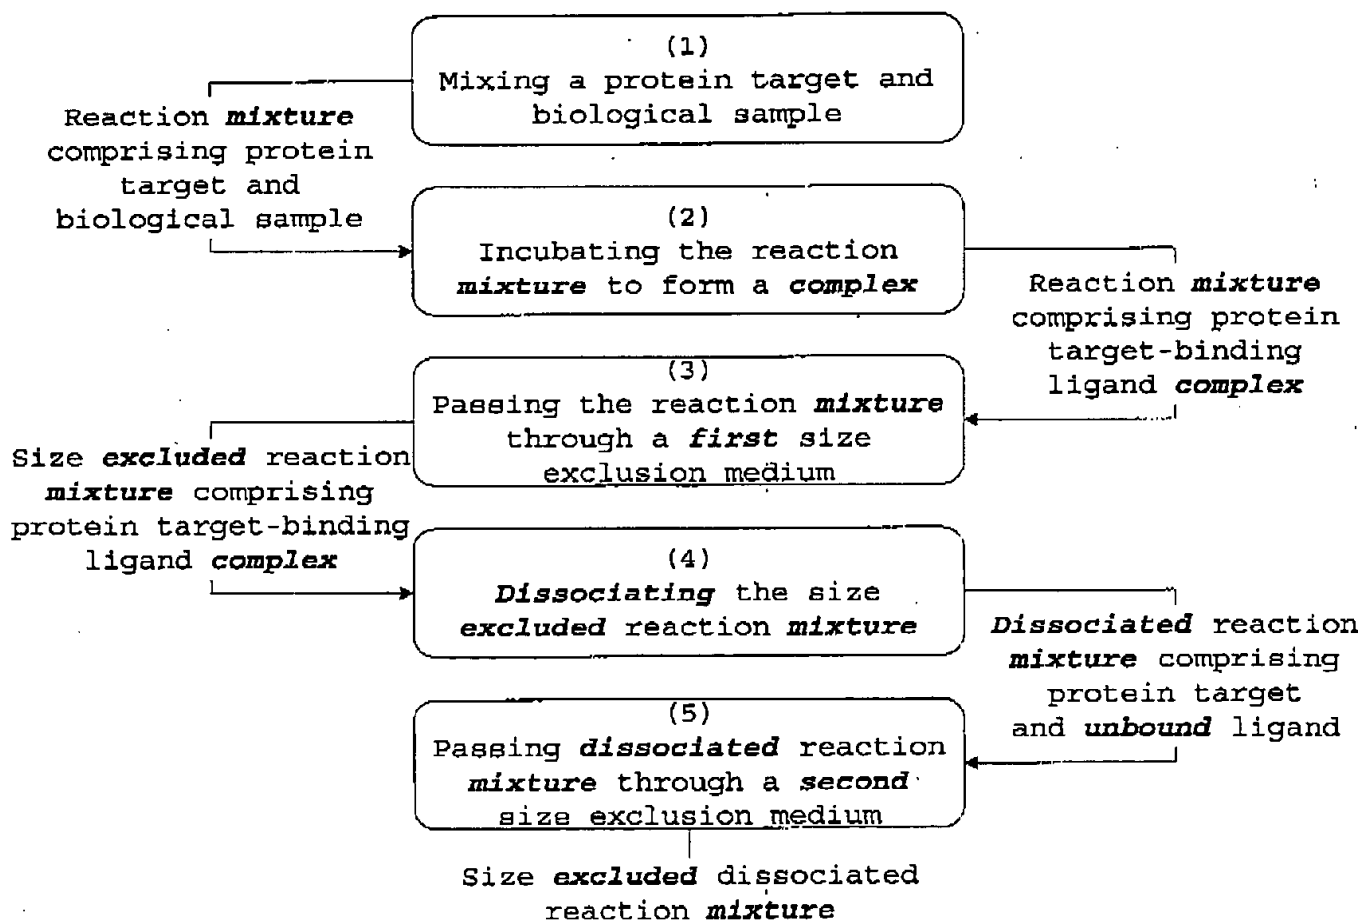 (1)
Mixing a protein target and
biological sample
Reaction mixture
comprising protein
target and
biological sample
(2)
Incubating the reaction
mixture to form a complex
Reaction mixture
comprising protein
target-binding
ligand complex
(3)
Passing the reaction mixture
through a first size
exclusion medium
Size excluded reaction
mixture comprising
protein target-binding
ligand complex
(4)
Dissociating the size
excluded reaction mixture
Dissociated reaction
mixture comprising
protein target
and unbound ligand
(5)
Passing dissociated reaction
mixture through a second
size exclusion medium
Size excluded dissociated
reaction mixture